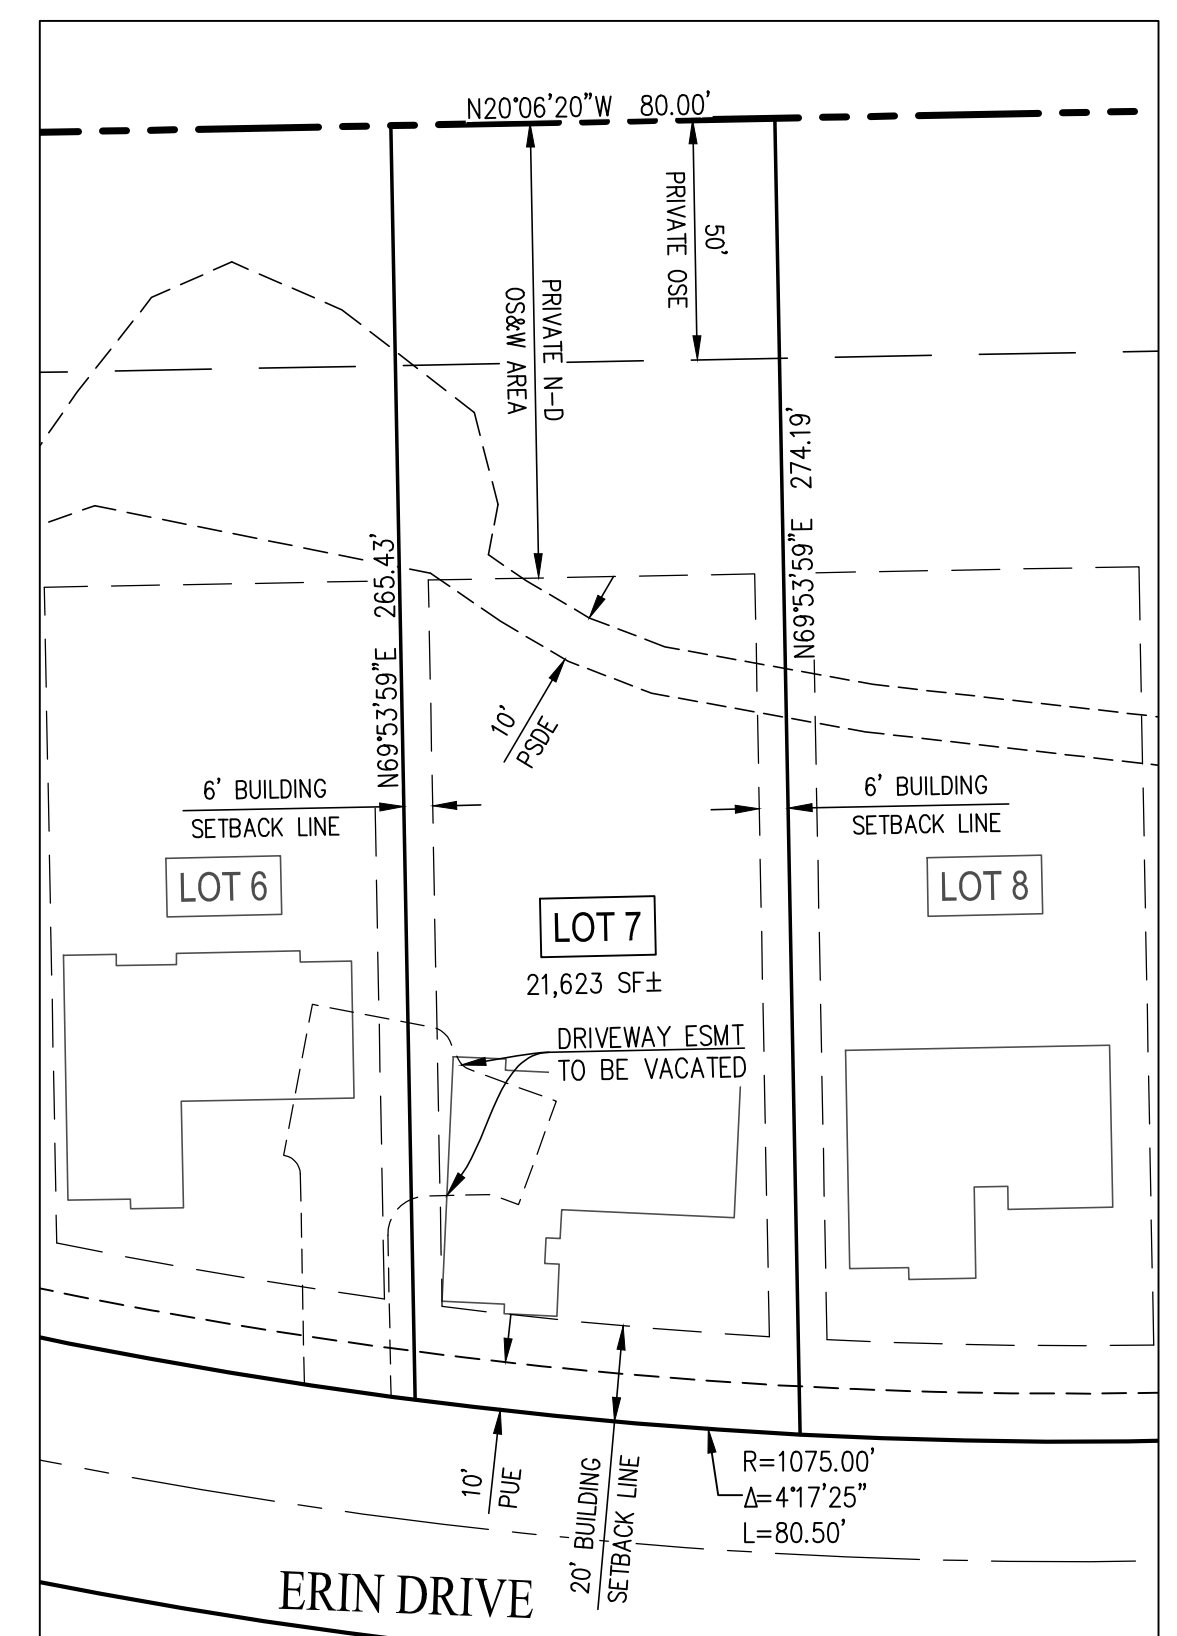 N20°06'20"W 80.00'
PRIVATE OSE
50'
PRIVATE N-D
OS&W AREA
N69°53'59"E 265.43'
N69°53'59"E 274.19'
10'
PSDE
6' BUILDING
SETBACK LINE
6' BUILDING
SETBACK LINE
LOT 6
LOT 7
21,623 SF±
LOT 8
DRIVEWAY ESMT
TO BE VACATED
10'
PUE
20' BUILDING
SETBACK LINE
R=1075.00'
Δ=4°17'25"
L=80.50'
ERIN DRIVE